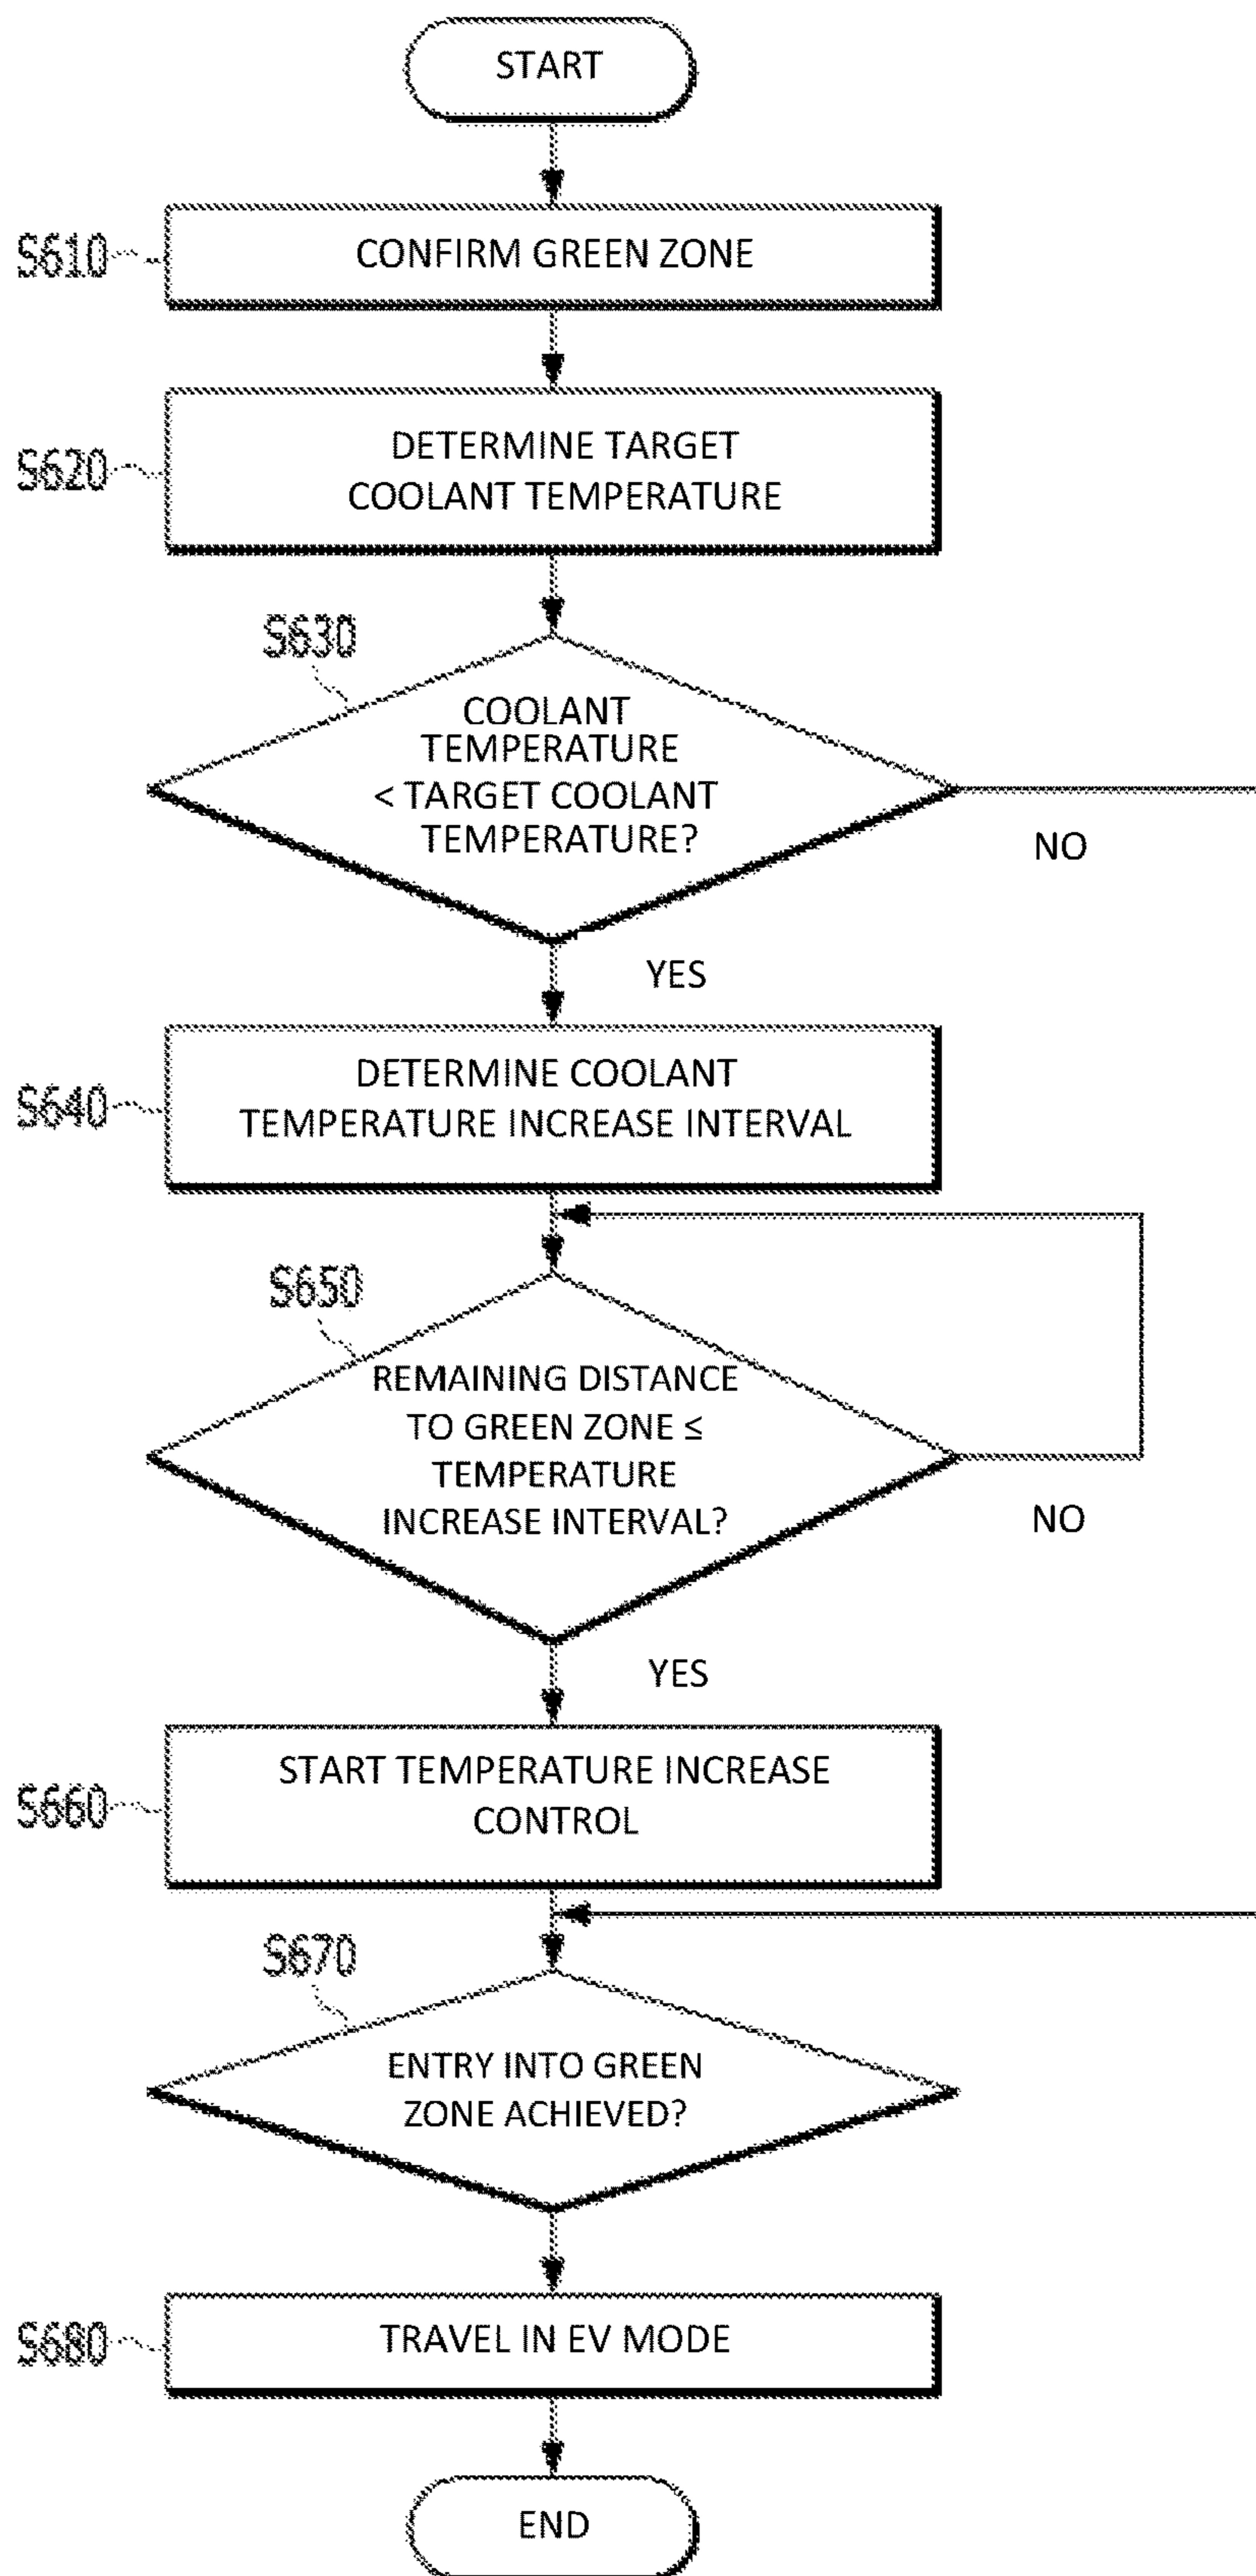 START
S610
CONFIRM GREEN ZONE
S620
DETERMINE TARGET
COOLANT TEMPERATURE
S630
COOLANT
TEMPERATURE
< TARGET COOLANT
TEMPERATURE?
NO
YES
S640
DETERMINE COOLANT
TEMPERATURE INCREASE INTERVAL
S650
REMAINING DISTANCE
TO GREEN ZONE ≤
TEMPERATURE
INCREASE INTERVAL?
NO
YES
S660
START TEMPERATURE INCREASE
CONTROL
S670
ENTRY INTO GREEN
ZONE ACHIEVED?
S680
TRAVEL IN EV MODE
END